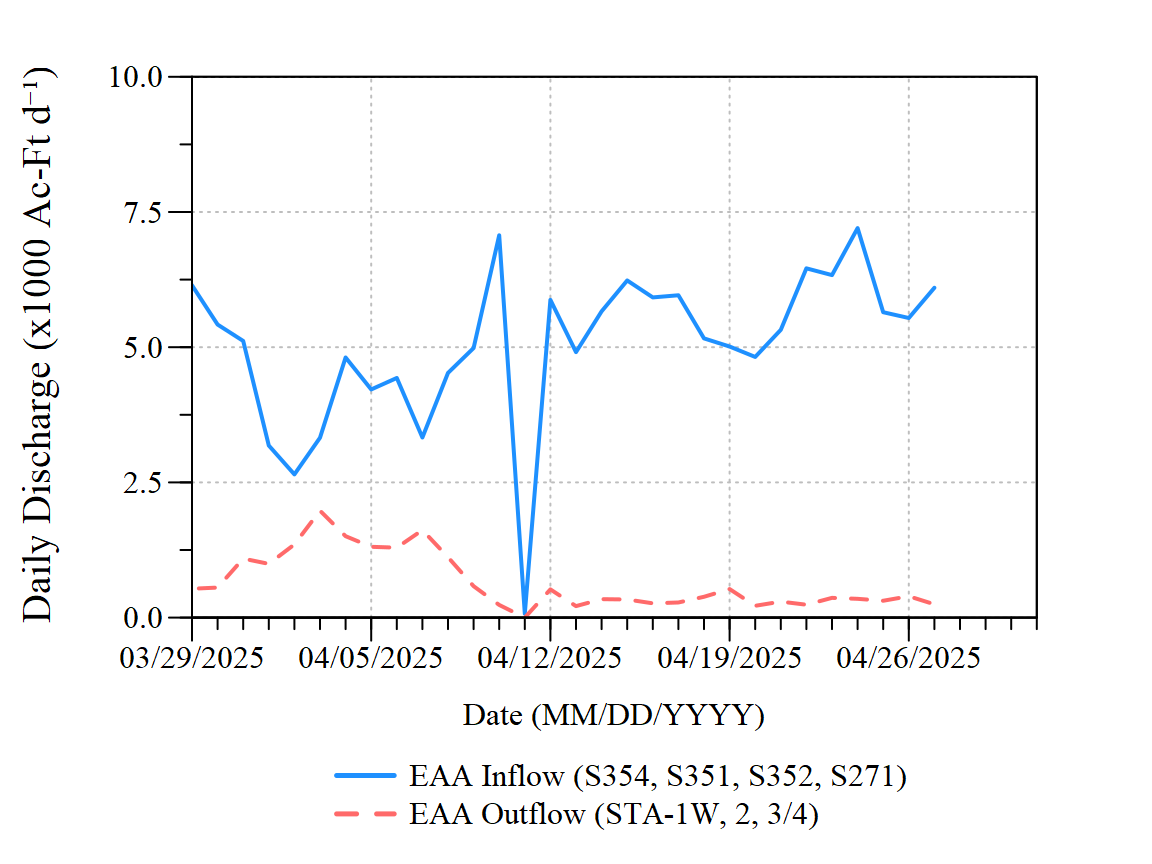 Daily Discharge (x1000 Ac-Ft d⁻¹)
10.0
7.5
5.0
2.5
0.0
03/29/2025 04/05/2025 04/12/2025 04/19/2025 04/26/2025
Date (MM/DD/YYYY)
EAA Inflow (S354, S351, S352, S271)
EAA Outflow (STA-1W, 2, 3/4)